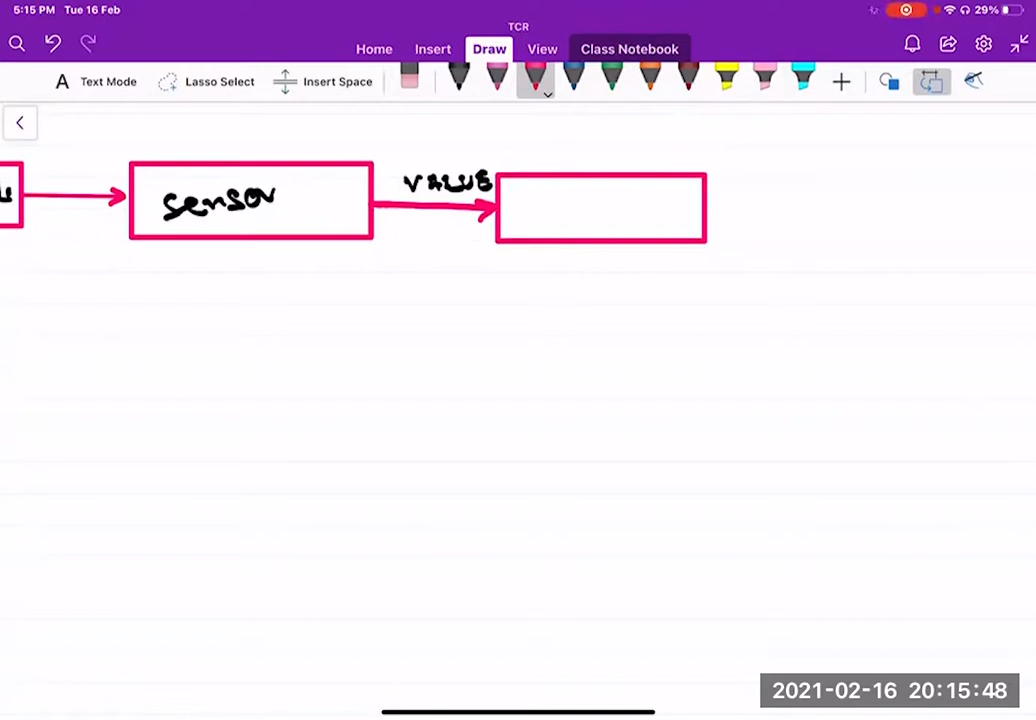 5:15 PM Tue 16 Feb
29%
TCR
Home Insert Draw View Class Notebook
A Text Mode Lasso Select Insert Space
VALUE
sensor
2021-02-16 20:15:48